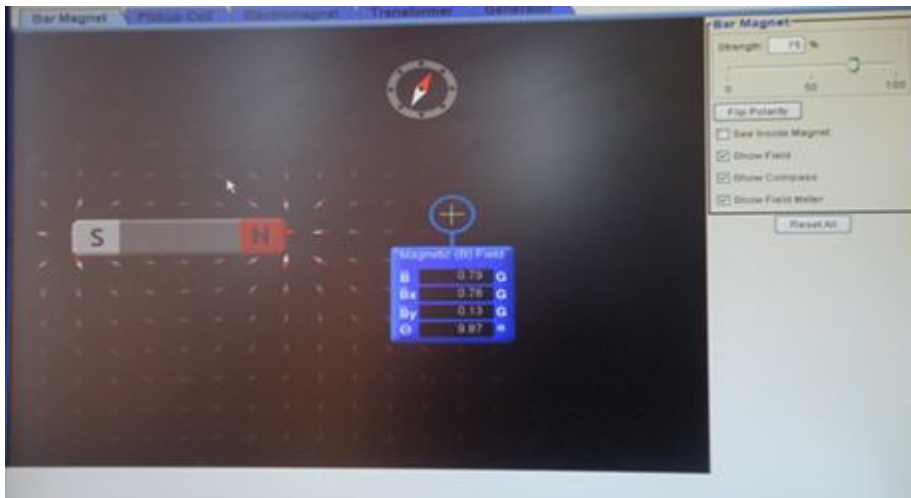 Bar Magnet Pickup Coil Electromagnet Transformer Generator
Bar Magnet
Strength: 75 %
0 50 100
Flip Polarity
See Inside Magnet
Show Field
Show Compass
Show Field Meter
Reset All
S N
Magnetic (B) Field
B 0.79 G
Bx 0.78 G
By 0.13 G
Θ 9.97 °